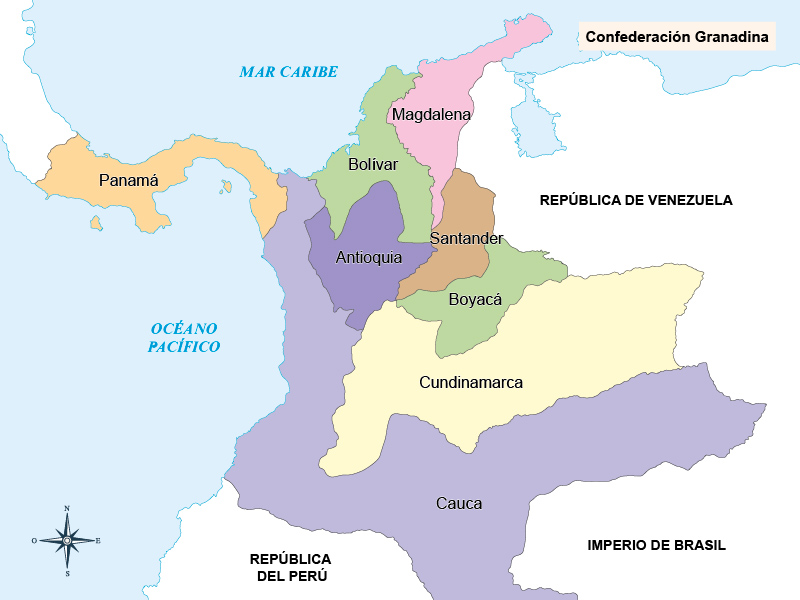 Confederación Granadina
MAR CARIBE
Magdalena
Bolívar
Panamá
REPÚBLICA DE VENEZUELA
Santander
Antioquia
Boyacá
OCÉANO
PACÍFICO
Cundinamarca
Cauca
N
O
E
S
REPÚBLICA
DEL PERÚ
IMPERIO DE BRASIL